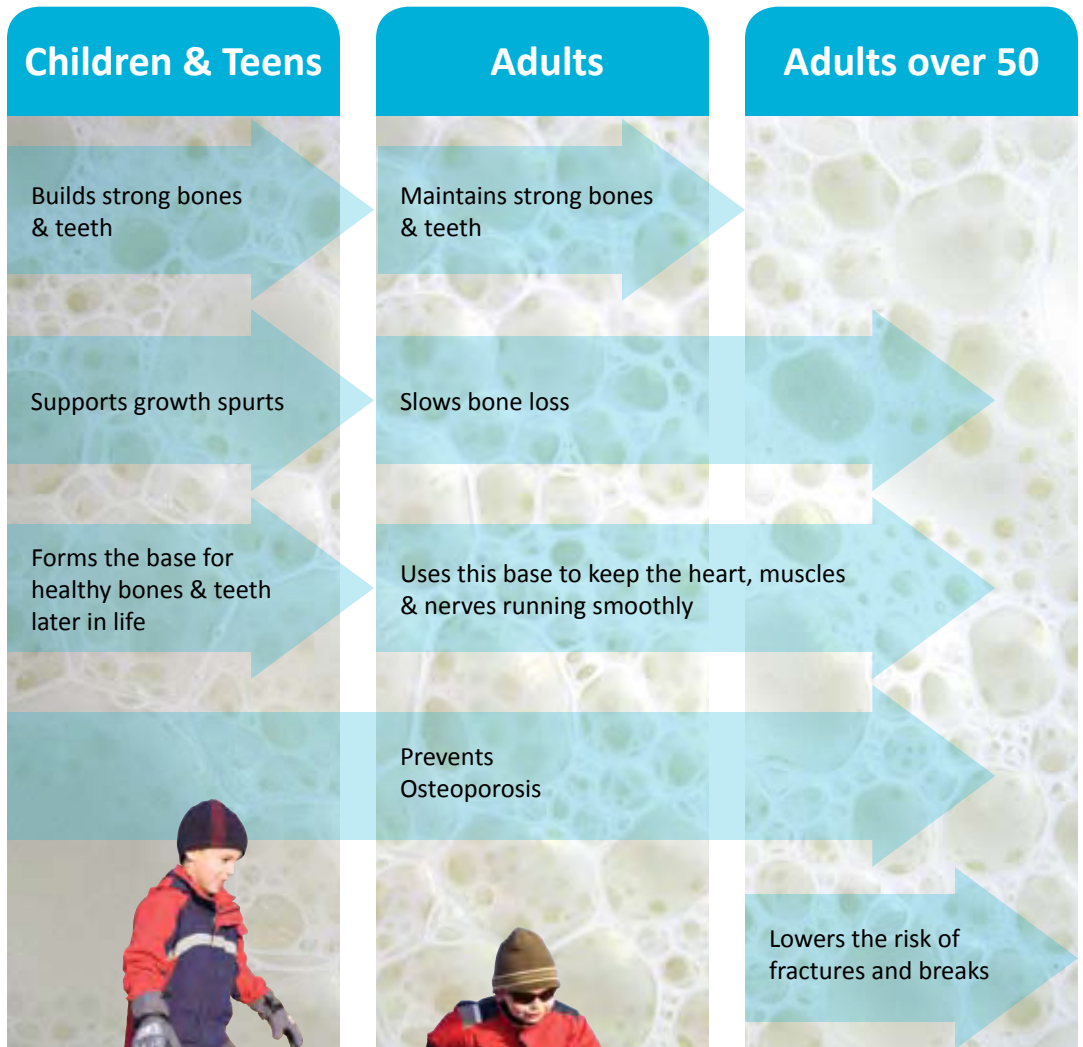 Children & Teens
Adults
Adults over 50
Builds strong bones
& teeth
Maintains strong bones
& teeth
Supports growth spurts
Slows bone loss
Forms the base for
healthy bones & teeth
later in life
Uses this base to keep the heart, muscles
& nerves running smoothly
Prevents
Osteoporosis
Lowers the risk of
fractures and breaks